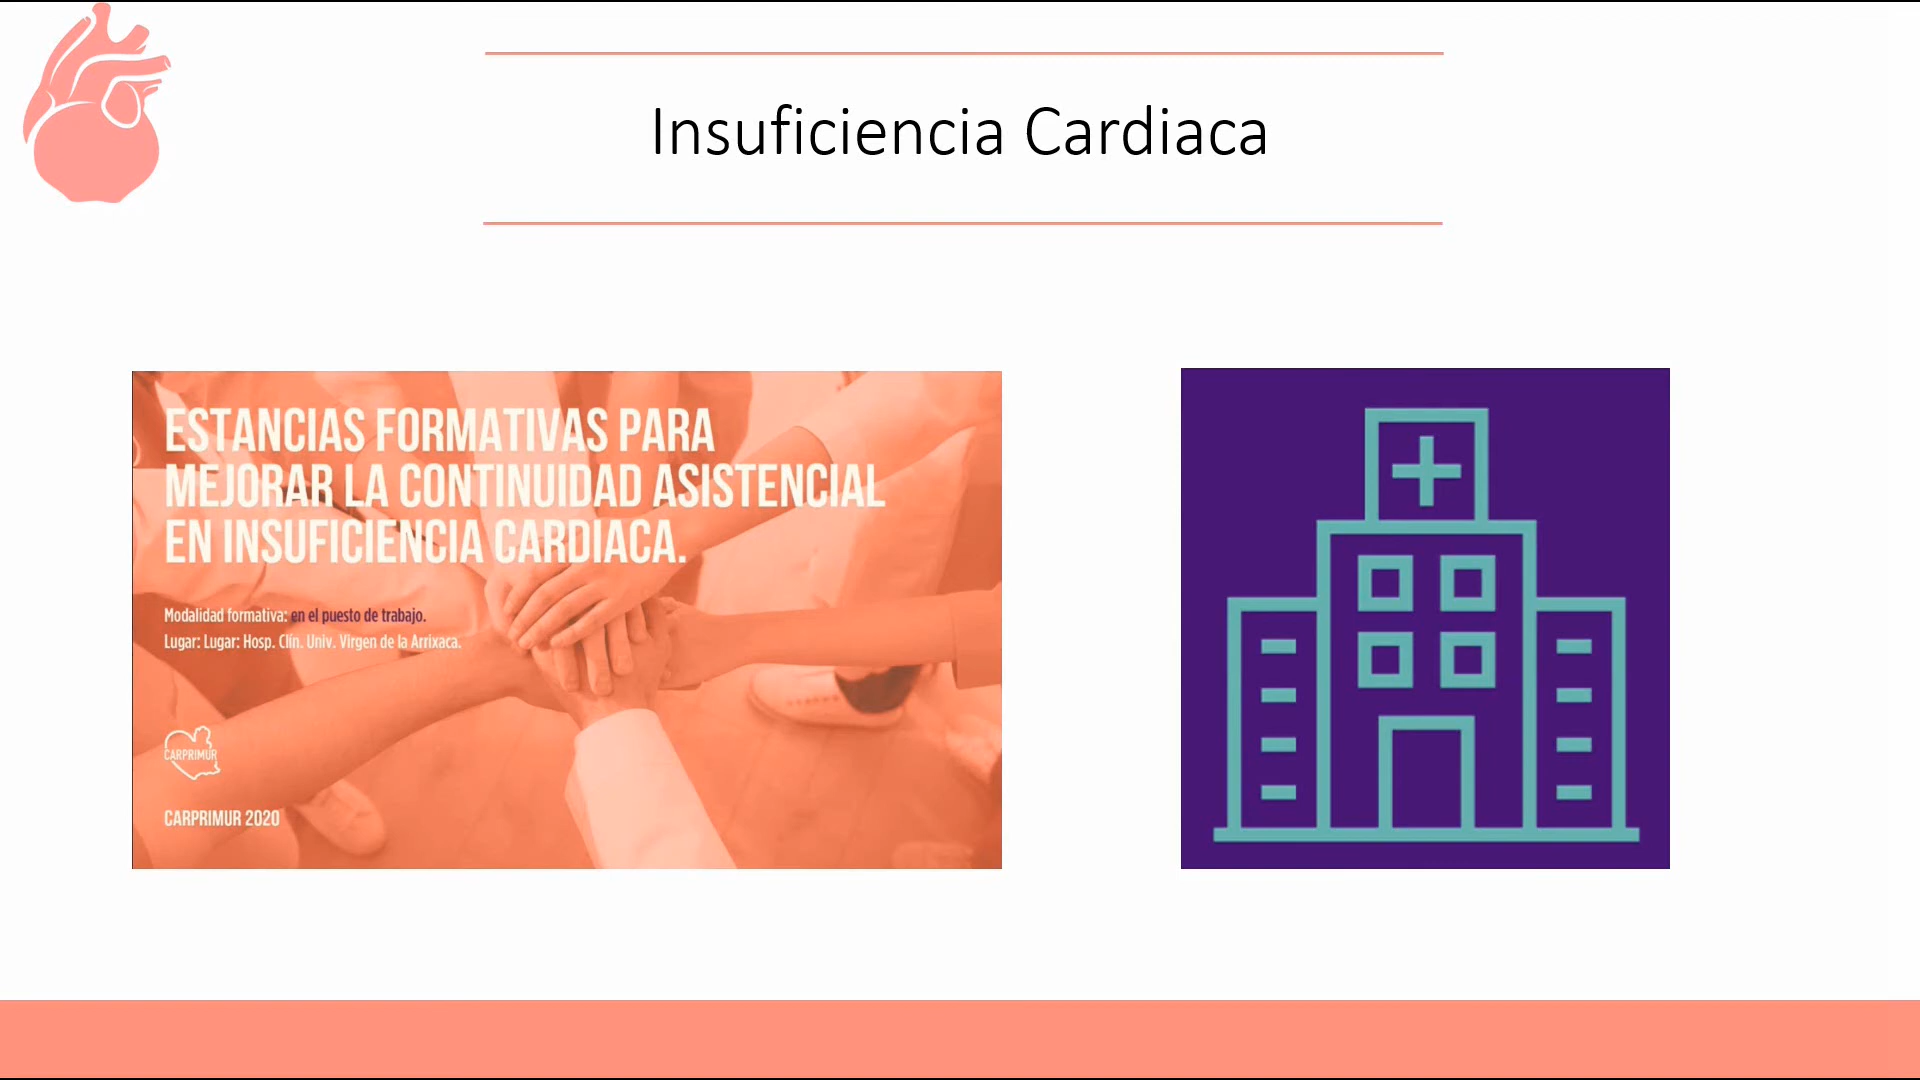 Insuficiencia Cardiaca
ESTANCIAS FORMATIVAS PARA
MEJORAR LA CONTINUIDAD ASISTENCIAL
EN INSUFICIENCIA CARDIACA.
Modalidad formativa: en el puesto de trabajo.
Lugar: Lugar: Hosp. Clín. Univ. Virgen de la Arrixaca.
CARPRIMUR
CARPRIMUR 2020